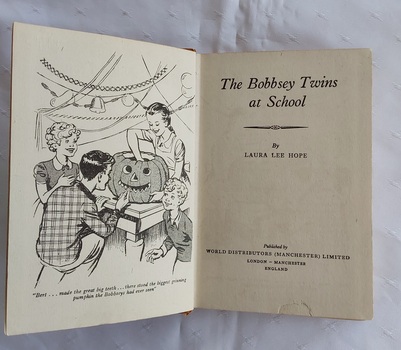 "Bert . . . made the great big teeth . . . there stood the biggest grinning
pumpkin the Bobbseys had ever seen"
The Bobbsey Twins
at School
By
LAURA LEE HOPE
Published by
WORLD DISTRIBUTORS (MANCHESTER) LIMITED
LONDON – MANCHESTER
ENGLAND